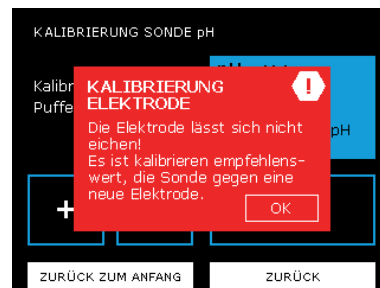 KALIBRIERUNG SONDE pH
Kalibr
Puffe
pH
KALIBRIERUNG
ELEKTRODE
!
Die Elektrode lässt sich nicht
eichen!
Es ist kalibrieren empfehlens-
wert, die Sonde gegen eine
neue Elektrode.
OK
+
ZURÜCK ZUM ANFANG
ZURÜCK